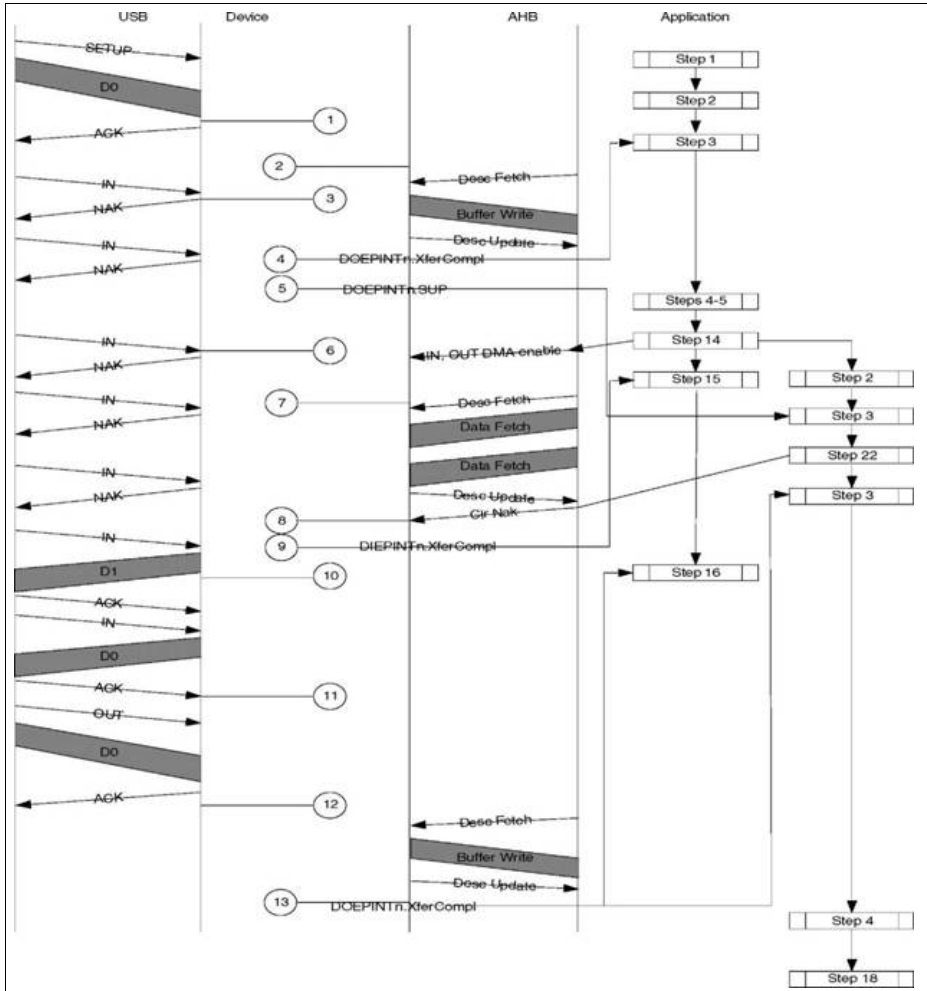 USB Device AHB Application
SETUP
Step 1
D0
Step 2
1
ACK
Step 3
2
Desc Fetch
IN
3
NAK
Buffer Write
IN
Desc Update
4
DOEPINTn.XferCompl
NAK
5
DOEPINTn.SUP
Steps 4-5
IN
Step 14
6
IN, OUT DMA enable
NAK
Step 15
Step 2
IN
7
Desc Fetch
Step 3
NAK
Data Fetch
Step 22
IN
Data Fetch
NAK
Desc Update
Step 3
Clr Nak
8
IN
9
DIEPINTn.XferCompl
D1
10
Step 16
ACK
IN
D0
ACK
11
OUT
D0
ACK
12
Desc Fetch
Buffer Write
Desc Update
13
DOEPINTn.XferCompl
Step 4
Step 18